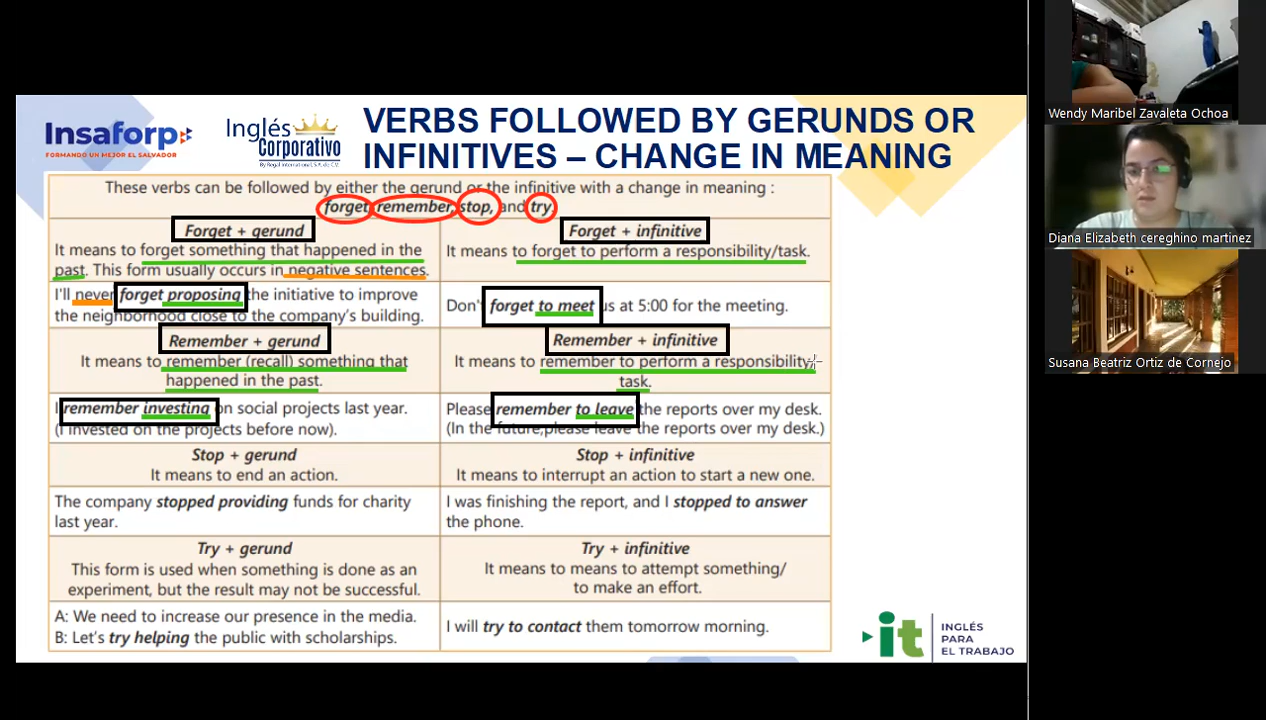 Insaforp
FORMANDO UN MEJOR EL SALVADOR
Inglés
Corporativo
By Regal International S.A. de C.V.
VERBS FOLLOWED BY GERUNDS OR
INFINITIVES – CHANGE IN MEANING
These verbs can be followed by either the gerund or the infinitive with a change in meaning :
forget, remember, stop, and try.
Forget + gerund
It means to forget something that happened in the
past. This form usually occurs in negative sentences.
Forget + infinitive
It means to forget to perform a responsibility/task.
I'll never forget proposing the initiative to improve
the neighborhood close to the company's building.
Don't forget to meet us at 5:00 for the meeting.
Remember + gerund
It means to remember (recall) something that
happened in the past.
Remember + infinitive
It means to remember to perform a responsibility/
task.
I remember investing on social projects last year.
(I invested on the projects before now).
Please remember to leave the reports over my desk.
(In the future,please leave the reports over my desk.)
Stop + gerund
It means to end an action.
Stop + infinitive
It means to interrupt an action to start a new one.
The company stopped providing funds for charity
last year.
I was finishing the report, and I stopped to answer
the phone.
Try + gerund
This form is used when something is done as an
experiment, but the result may not be successful.
Try + infinitive
It means to means to attempt something/
to make an effort.
A: We need to increase our presence in the media.
B: Let's try helping the public with scholarships.
I will try to contact them tomorrow morning.
it
INGLÉS
PARA
EL TRABAJO
Wendy Maribel Zavaleta Ochoa
Diana Elizabeth cereghino martinez
Susana Beatriz Ortiz de Cornejo